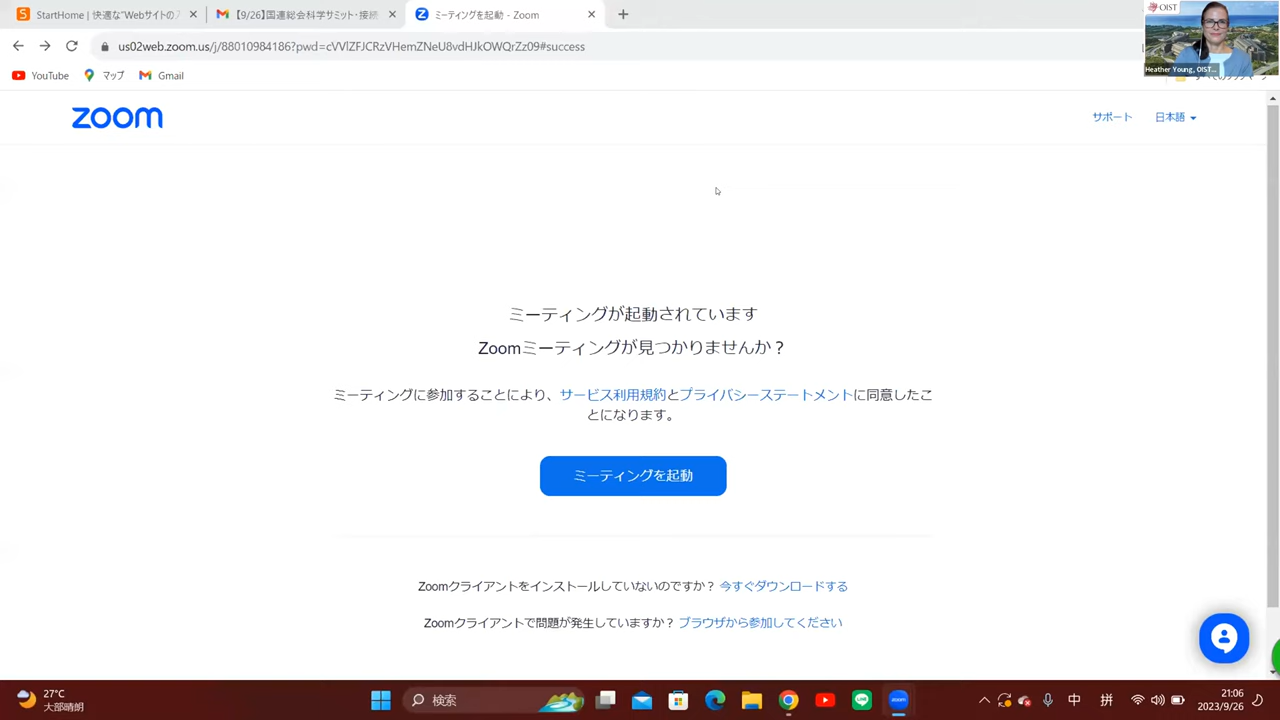 StartHome | 快適な"Webサイトのス
【9/26】国連総会科学サミット・接続
ミーティングを起動 - Zoom
us02web.zoom.us/j/88010984186?pwd=cVVlZFJCRzVHemZNeU8vdHJkOWQrZz09#success
YouTube
マップ
Gmail
すべてのブックマーク
OIST
Heather Young, OIST...
zoom
サポート
日本語
ミーティングが起動されています
Zoomミーティングが見つかりませんか？
ミーティングに参加することにより、サービス利用規約とプライバシーステートメントに同意したこ
とになります。
ミーティングを起動
Zoomクライアントをインストールしていないのですか？ 今すぐダウンロードする
Zoomクライアントで問題が発生していますか？ ブラウザから参加してください
27°C
大部晴朗
検索
zoom
中
拼
21:06
2023/9/26